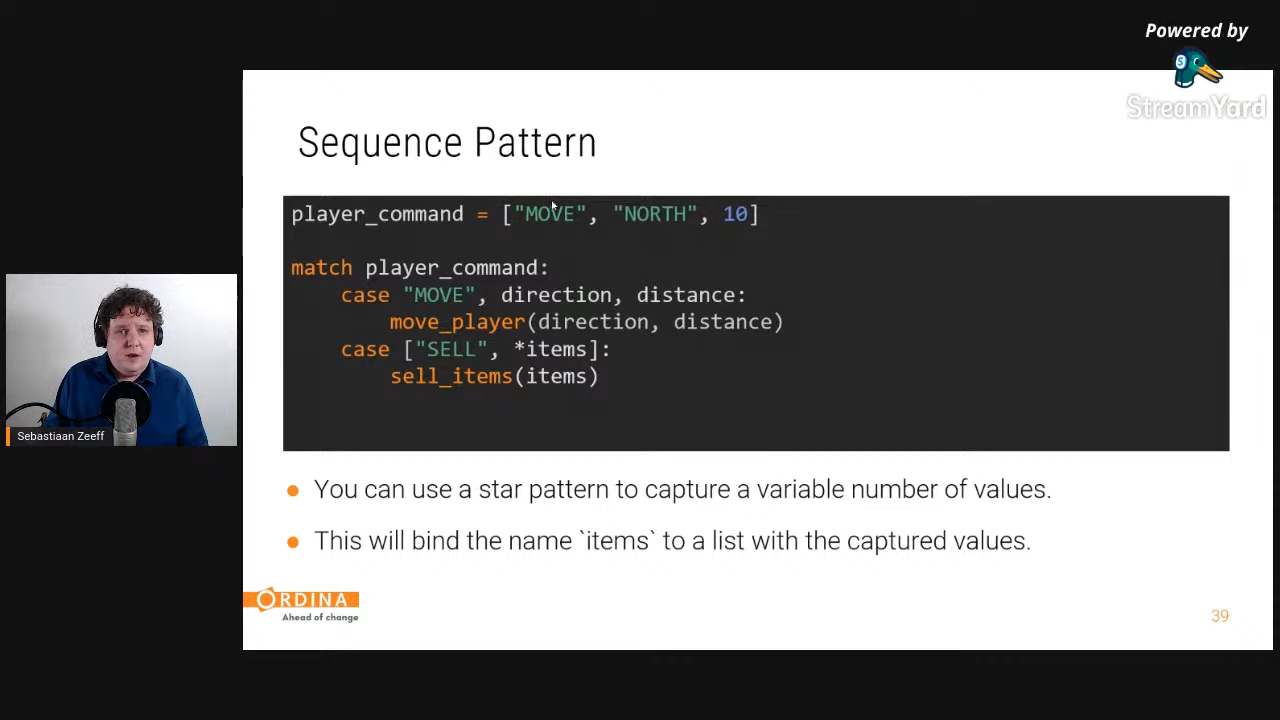 Powered by
StreamYard
Sequence Pattern
player_command = ["MOVE", "NORTH", 10]
match player_command:
    case "MOVE", direction, distance:
        move_player(direction, distance)
    case ["SELL", *items]:
        sell_items(items)
Sebastiaan Zeeff
You can use a star pattern to capture a variable number of values.
This will bind the name `items` to a list with the captured values.
ORDINA
Ahead of change
39